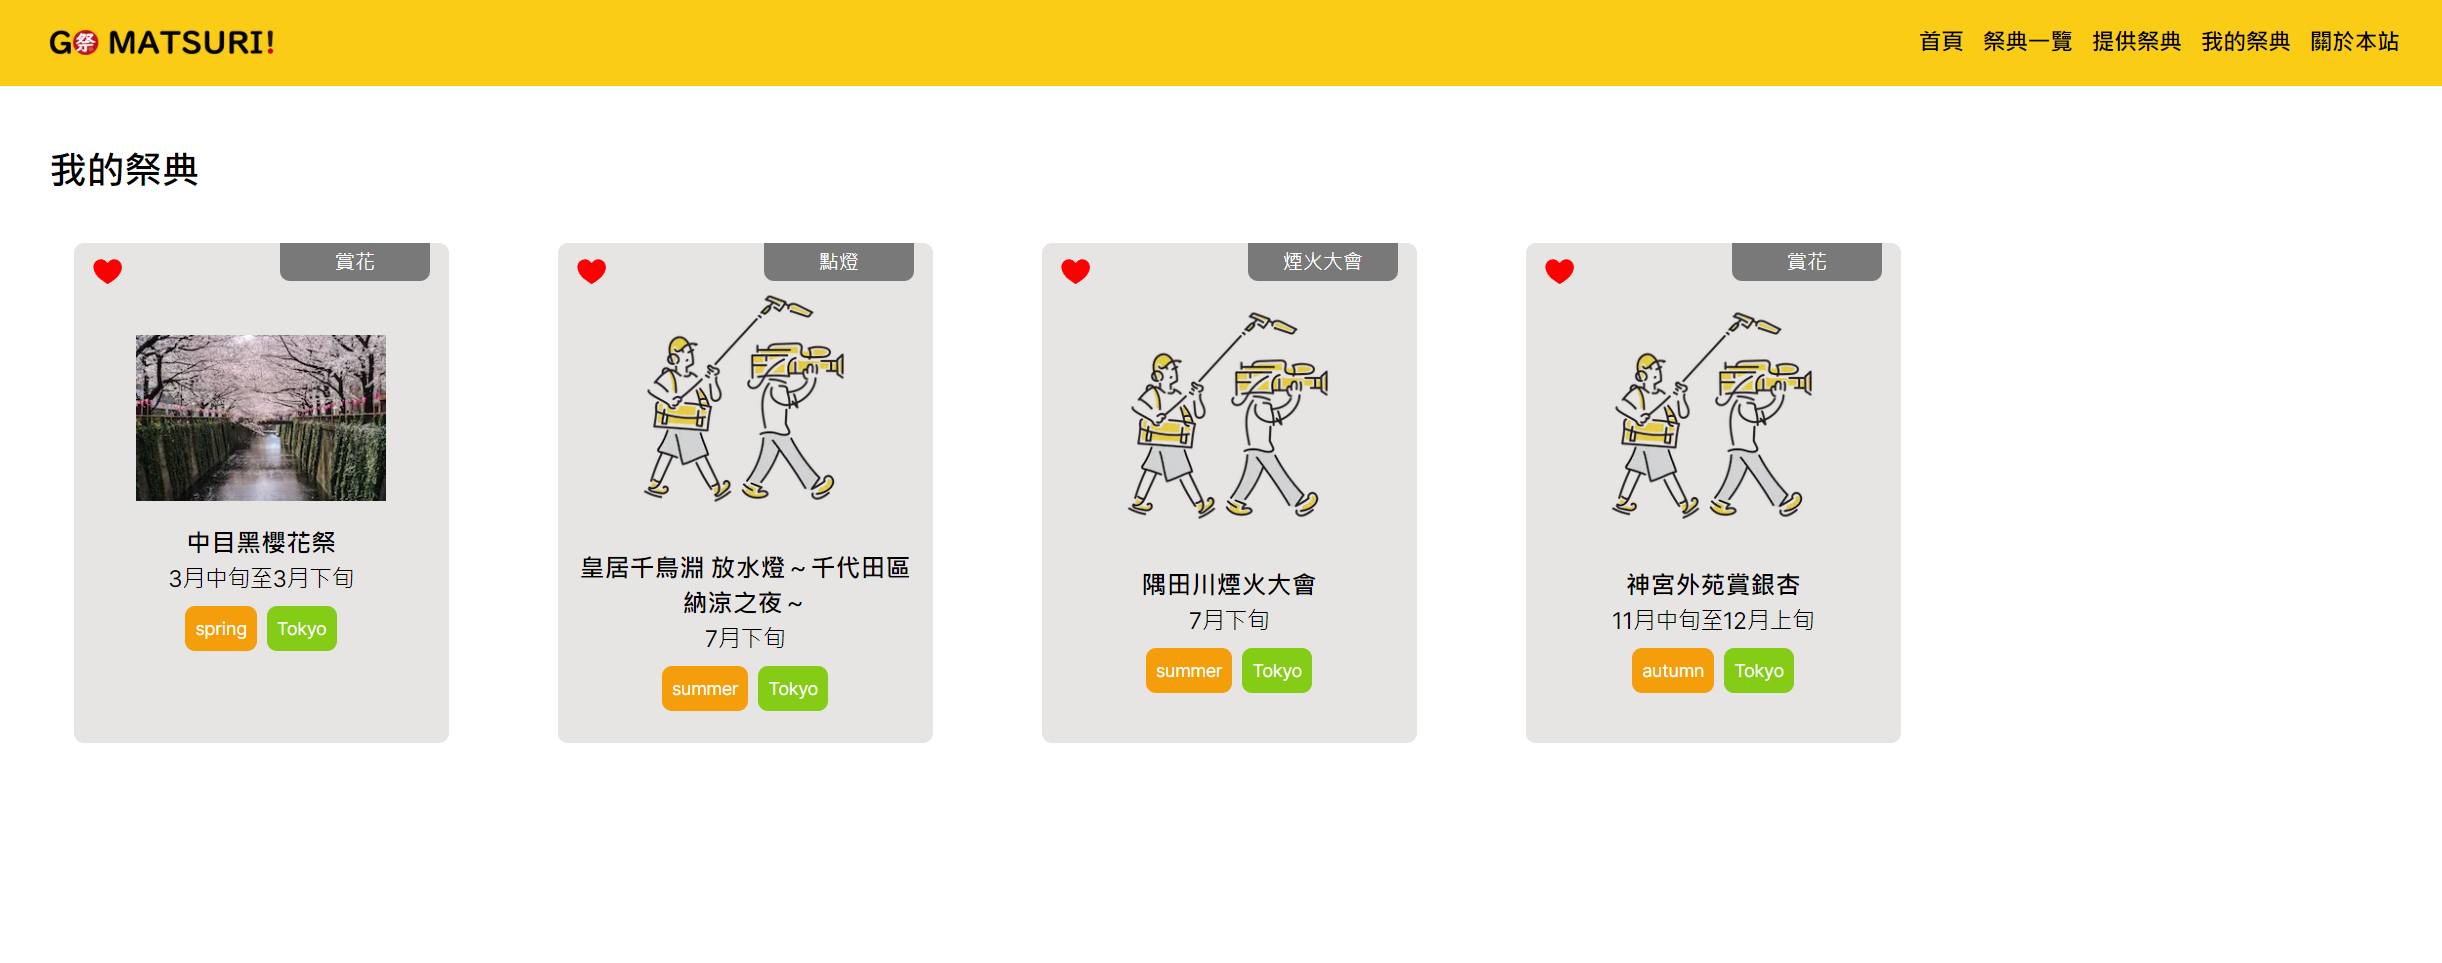 G祭 MATSURI!
首頁 祭典一覽 提供祭典 我的祭典 關於本站
我的祭典
賞花
中目黑櫻花祭
3月中旬至3月下旬
spring Tokyo
點燈
皇居千鳥淵 放水燈～千代田區
納涼之夜～
7月下旬
summer Tokyo
煙火大會
隅田川煙火大會
7月下旬
summer Tokyo
賞花
神宮外苑賞銀杏
11月中旬至12月上旬
autumn Tokyo